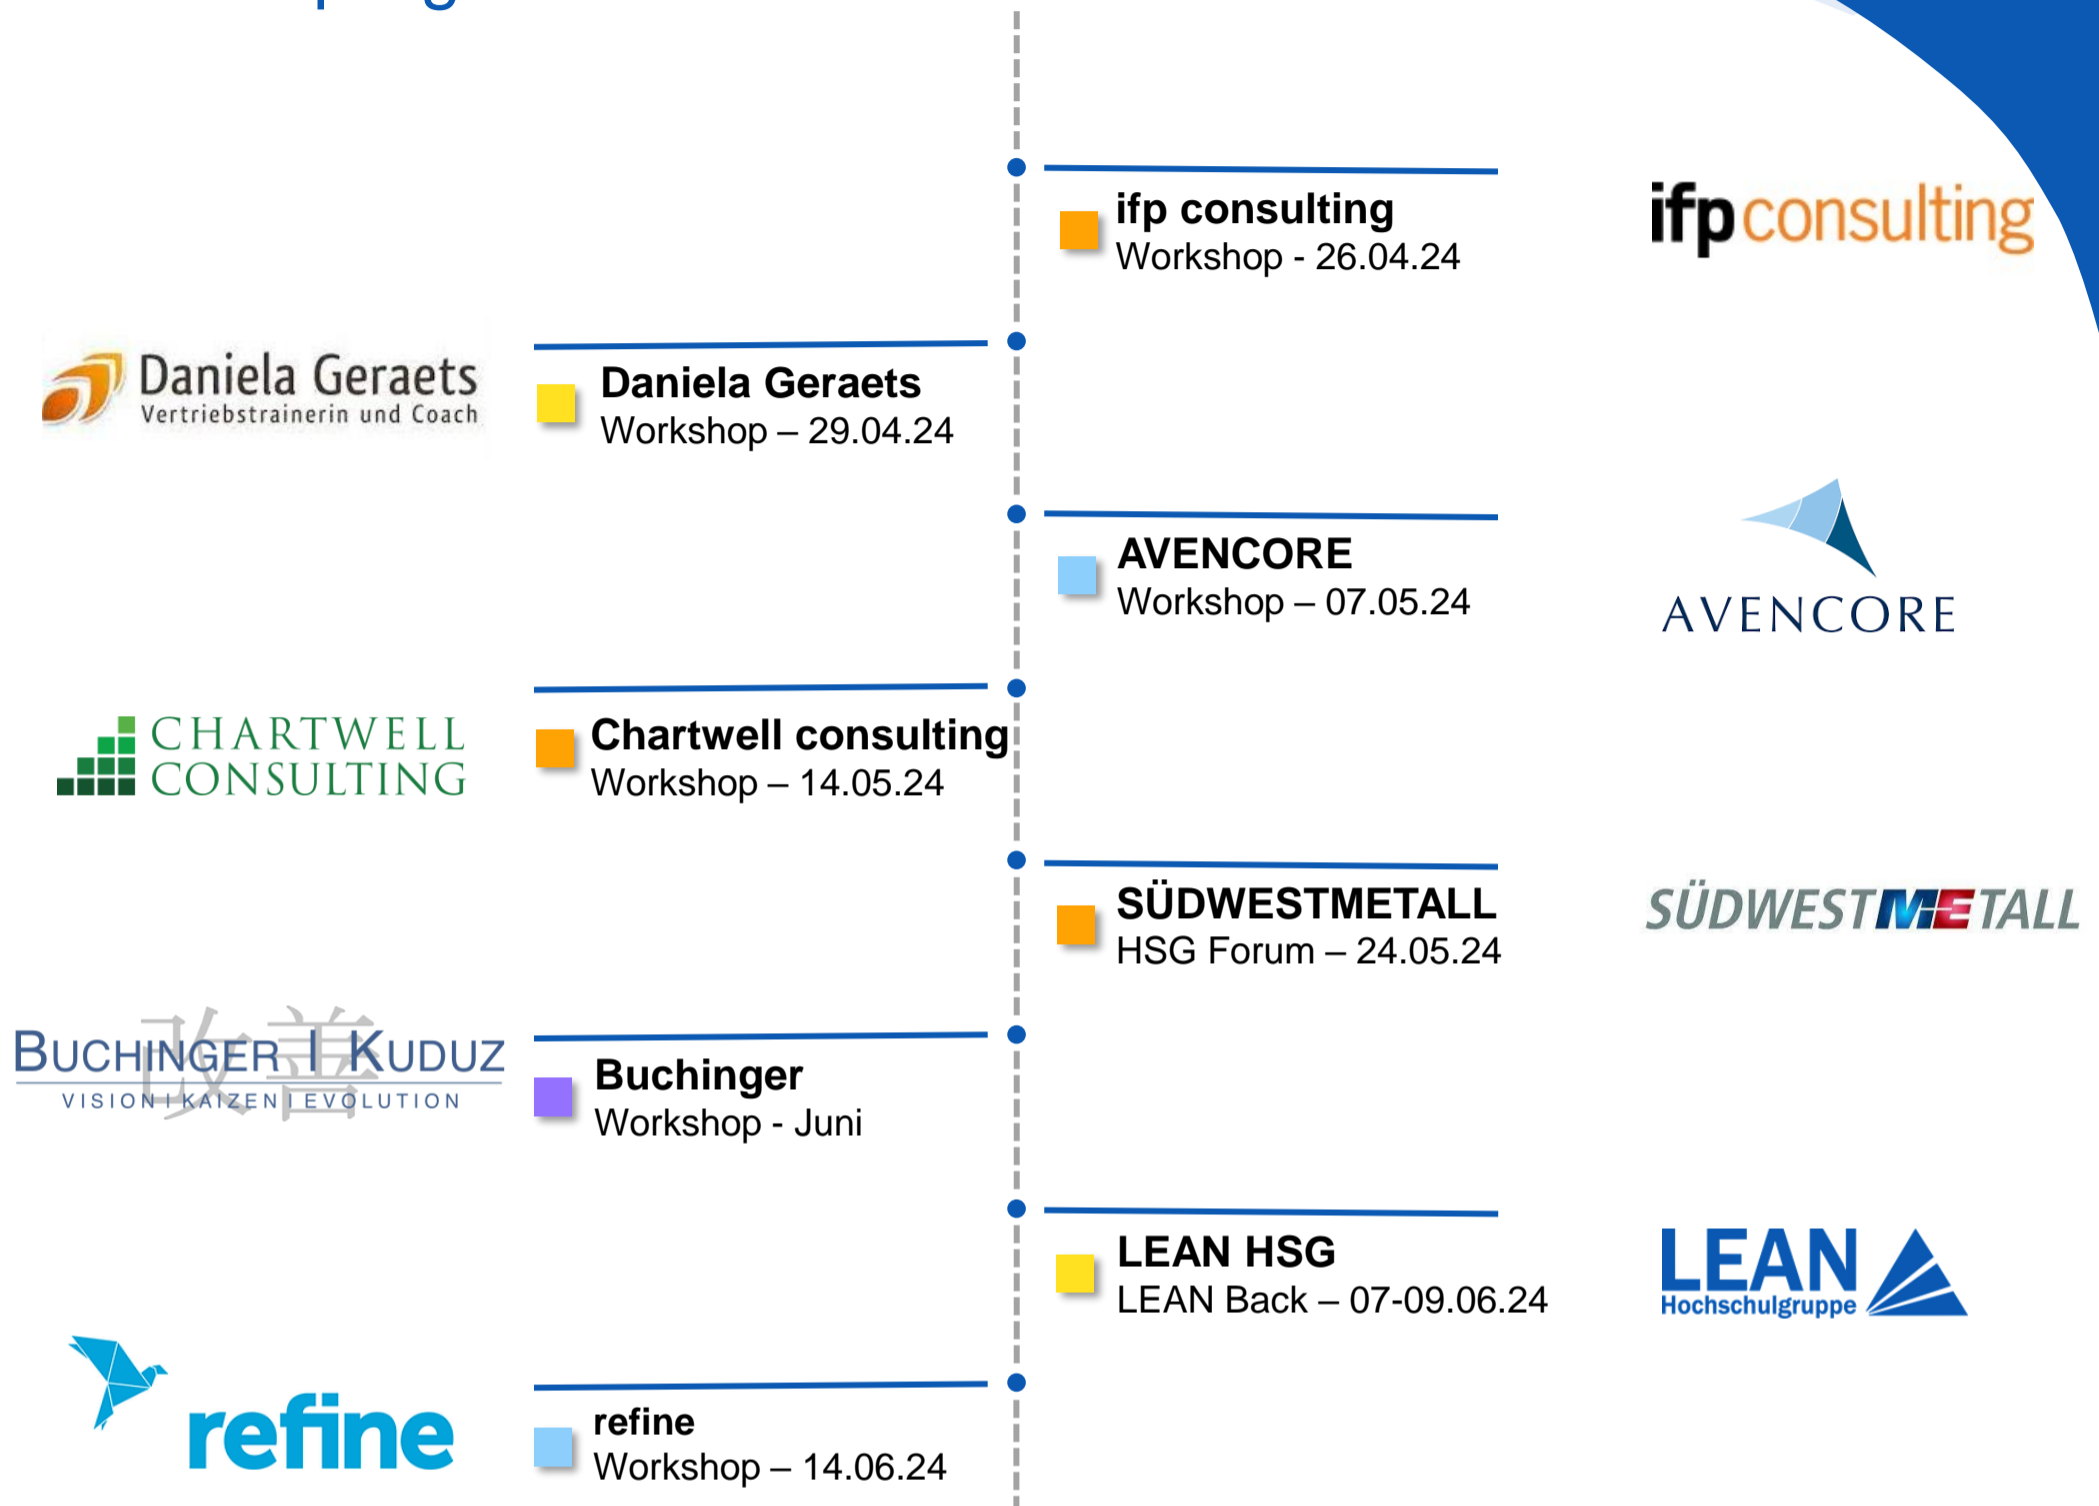 ifp consulting
Workshop - 26.04.24
ifp consulting
Daniela Geraets
Vertriebstrainerin und Coach
Daniela Geraets
Workshop – 29.04.24
AVENCORE
Workshop – 07.05.24
AVENCORE
CHARTWELL
CONSULTING
Chartwell consulting
Workshop – 14.05.24
SÜDWESTMETALL
HSG Forum – 24.05.24
SÜDWESTMETALL
改善
BUCHINGER | KUDUZ
VISION | KAIZEN | EVOLUTION
Buchinger
Workshop - Juni
LEAN HSG
LEAN Back – 07-09.06.24
LEAN
Hochschulgruppe
refine
refine
Workshop – 14.06.24